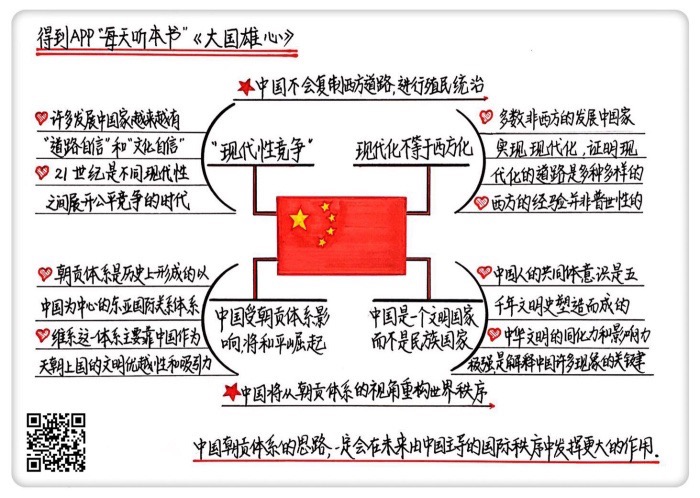 得到APP“每天听本书”《大国雄心》
中国不会复制西方道路,进行殖民统治
许多发展中国家越来越有
“道路自信”和“文化自信”
21世纪是不同现代性
之间展开公平竞争的时代
“现代性竞争”
现代化不等于西方化
多数非西方的发展中国家
实现现代化,证明现
代化的道路是多种多样的
西方的经验并非普世性的
朝贡体系是历史上形成的以
中国为中心的东亚国际关系体系
维系这一体系主要靠中国作为
天朝上国的文明优越性和吸引力
中国受朝贡体系影
响,将和平崛起
中国是一个文明国家
而不是民族国家
中国人的共同体意识是五
千年文明史塑造而成的
中华文明的同化力和影响力
极强,是解释中国许多现象的关键
中国将从朝贡体系的视角重构世界秩序
中国朝贡体系的思路,一定会在未来由中国主导的国际秩序中发挥更大的作用.